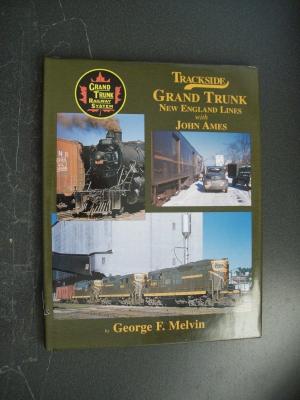 GRAND
TRUNK
RAILWAY
SYSTEM
TRACKSIDE
GRAND TRUNK
NEW ENGLAND LINES
with
JOHN AMES
by George F. Melvin